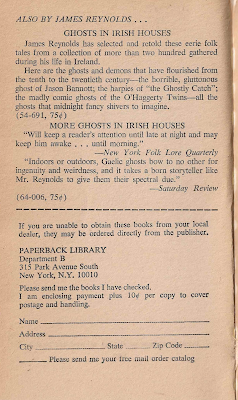 ALSO BY JAMES REYNOLDS . . .
GHOSTS IN IRISH HOUSES
James Reynolds has selected and retold these eerie folk
tales from a collection of more than two hundred gathered
during his life in Ireland.
Here are the ghosts and demons that have flourished from
the tenth to the twentieth century—the horrible, gluttonous
ghost of Jason Bannott; the harpies of "the Ghostly Catch";
the madly comic ghosts of the O'Haggerty Twins—all the
ghosts that midnight fancy slivers to imagine.
(54-691, 75¢)
MORE GHOSTS IN IRISH HOUSES
"Will keep a reader's attention until late at night and may
keep him awake . . . until morning."
—New York Folk Lore Quarterly
"Indoors or outdoors, Gaelic ghosts bow to no other for
ingenuity and weirdness, and it takes a born storyteller like
Mr. Reynolds to give them their spectral due."
—Saturday Review
(64-006, 75¢)
If you are unable to obtain these books from your local
dealer, they may be ordered directly from the publisher.
PAPERBACK LIBRARY
Department B
315 Park Avenue South
New York, N.Y. 10010
Please send me the books I have checked.
I am enclosing payment plus 10¢ per copy to cover
postage and handling.
Name
Address
City State Zip Code
Please send me your free mail order catalog